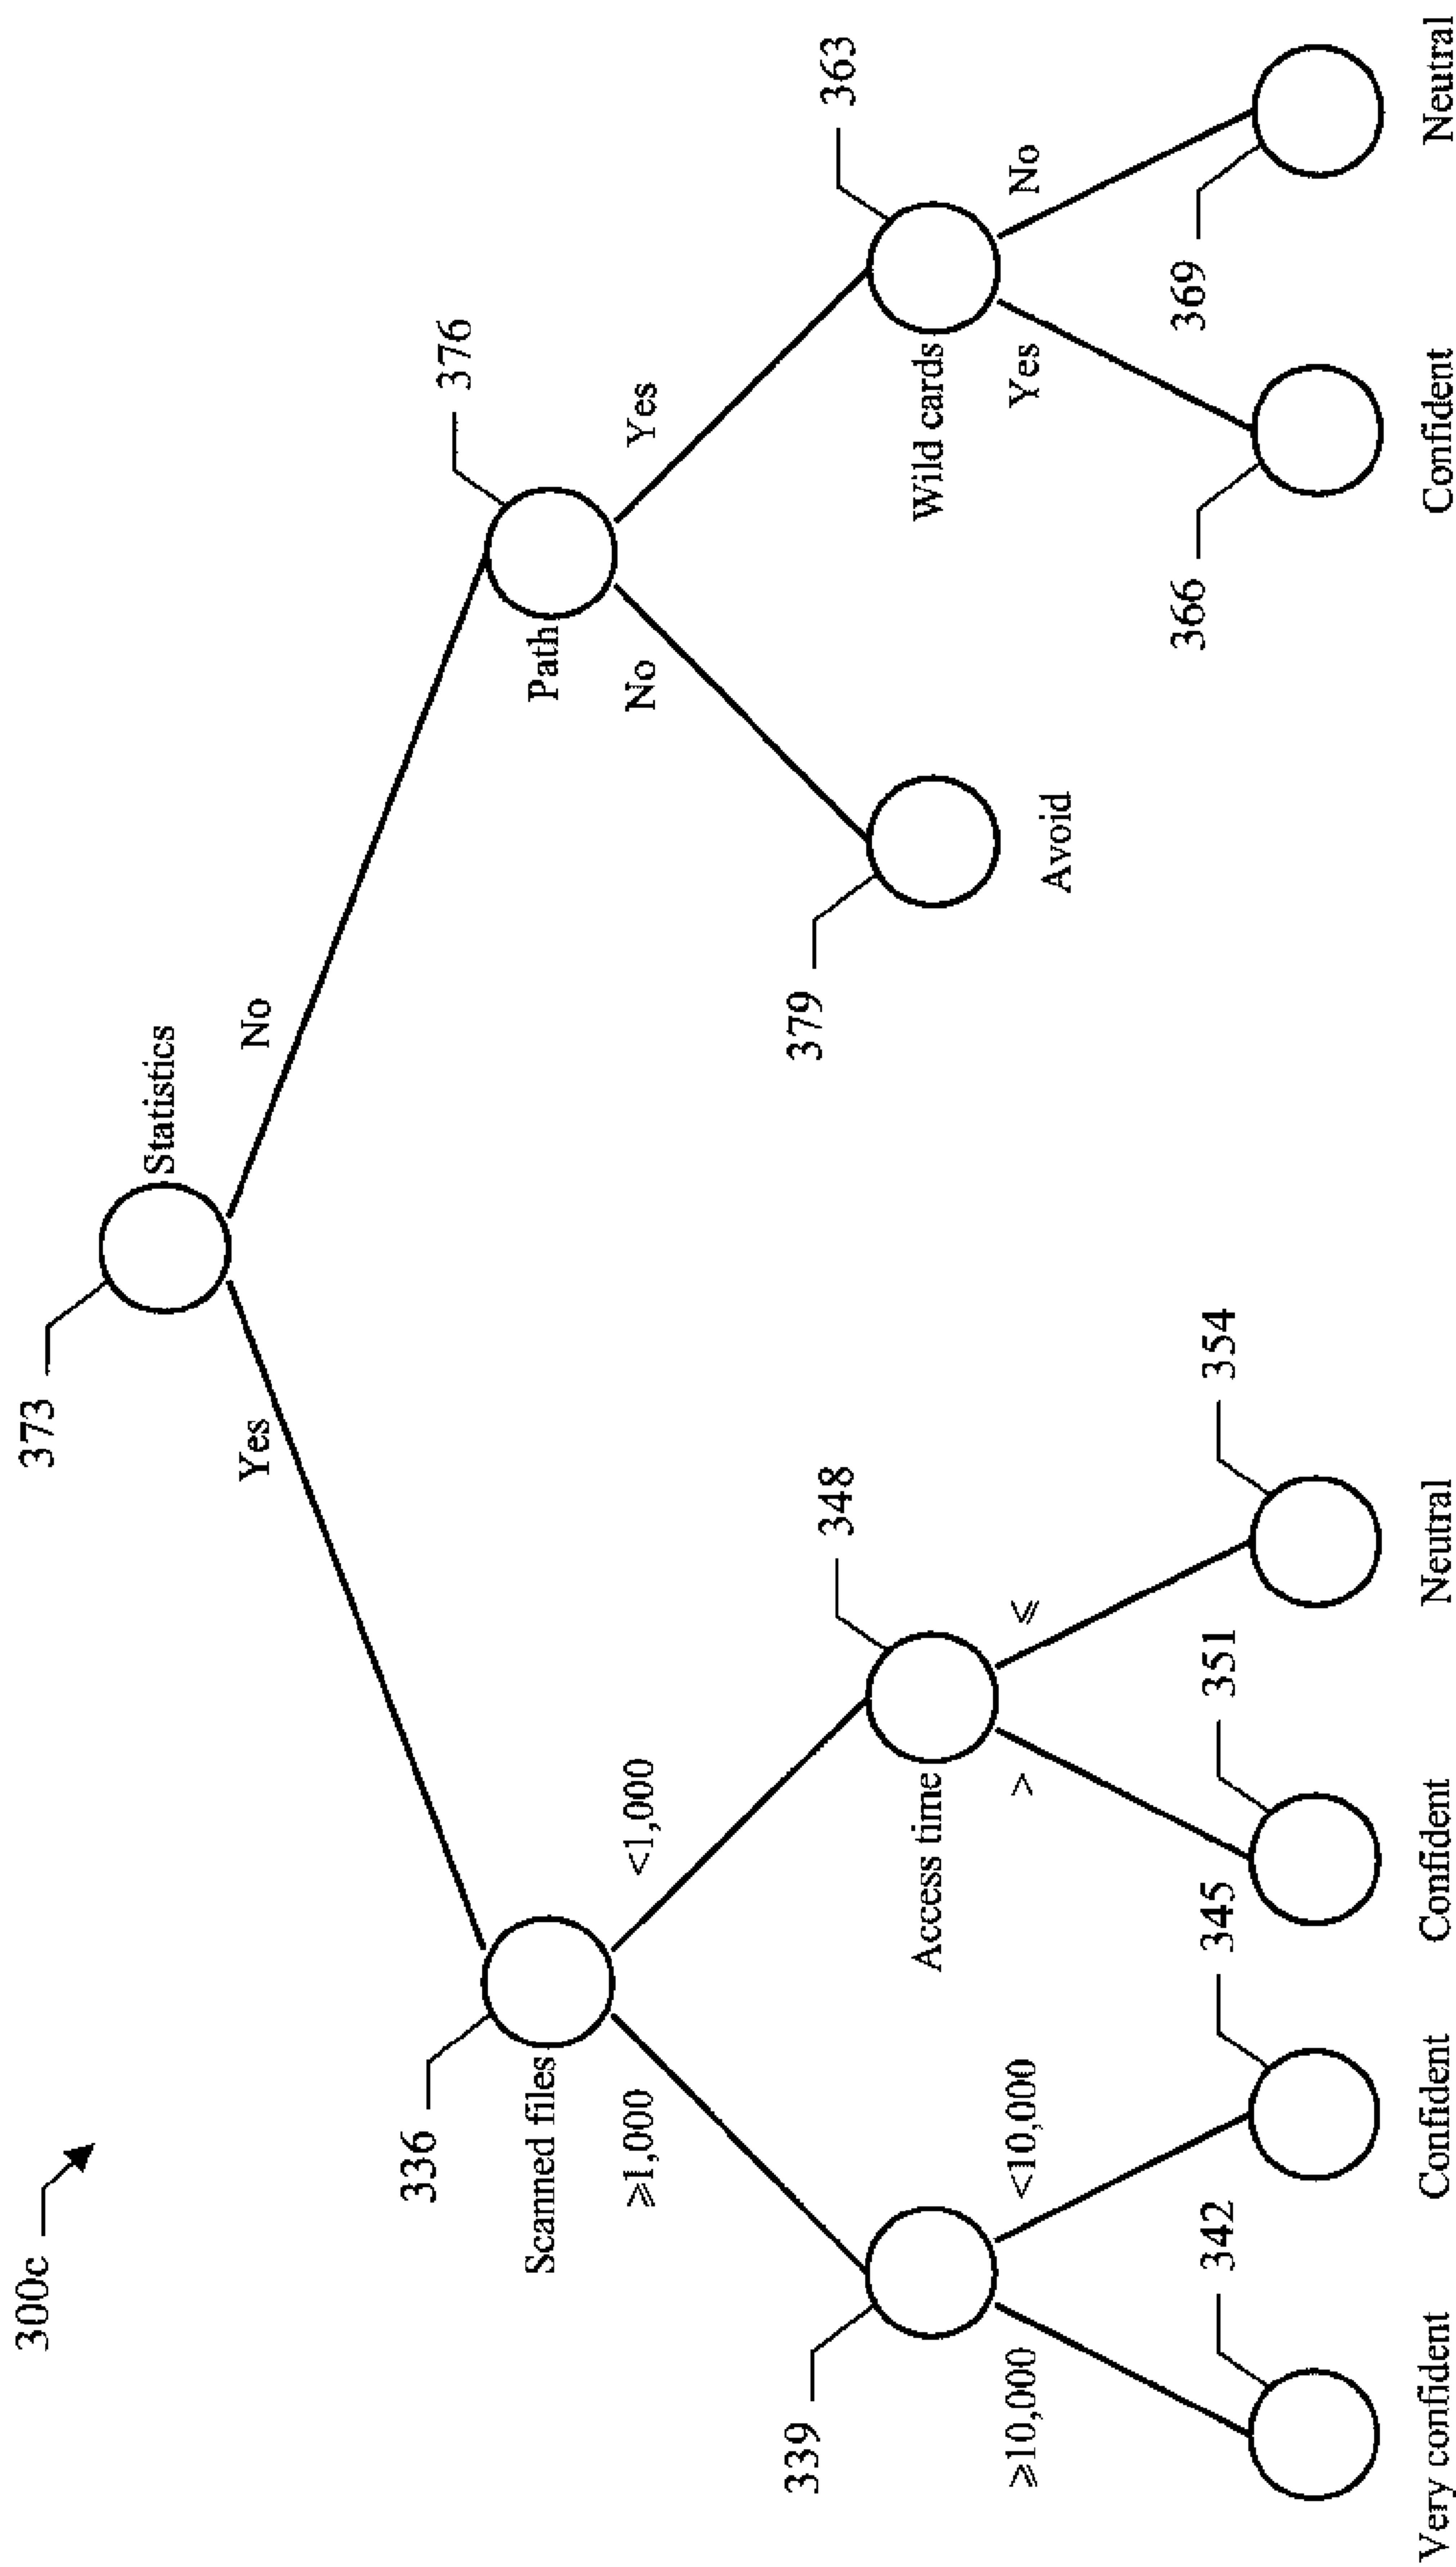 300c
373
Statistics
Yes
No
336
Scanned files
376
Path
≥1,000
<1,000
No
Yes
339
348
Access time
379
Avoid
363
Wild cards
≥10,000
<10,000
>
≤
Yes
No
342
345
351
354
366
369
Very confident
Confident
Confident
Neutral
Confident
Neutral